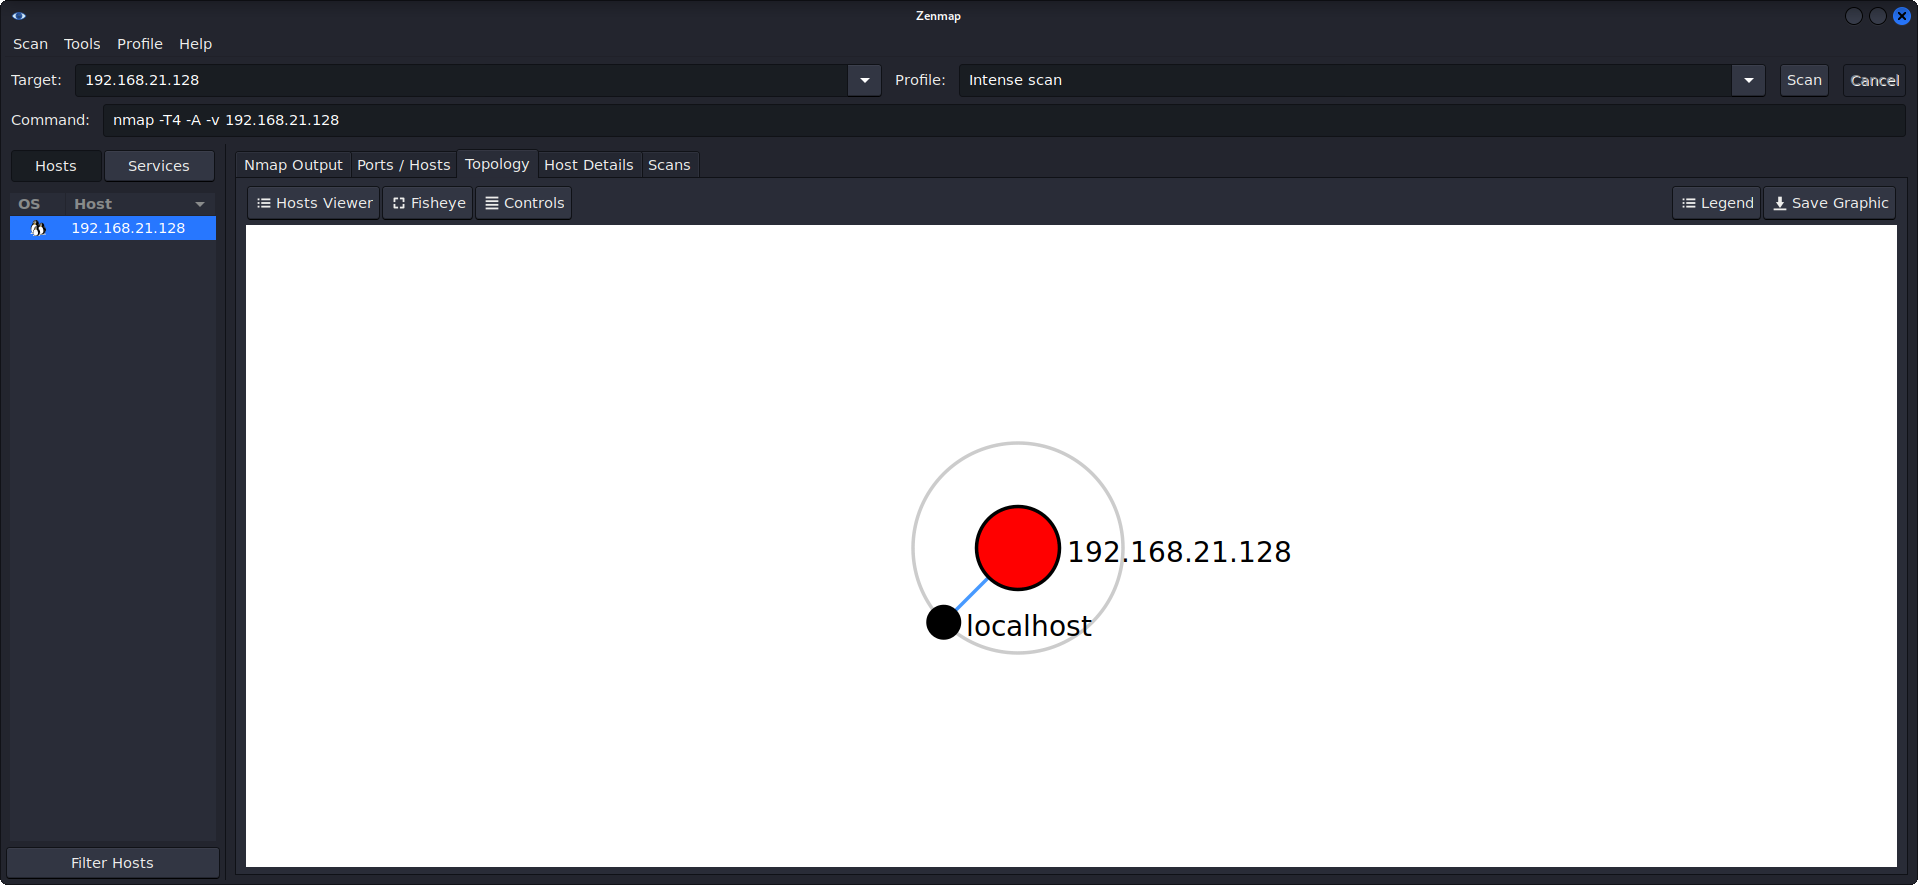 Zenmap
Scan Tools Profile Help
Target: 192.168.21.128 Profile: Intense scan Scan Cancel
Command: nmap -T4 -A -v 192.168.21.128
Hosts Services
Nmap Output Ports / Hosts Topology Host Details Scans
OS Host
192.168.21.128
Hosts Viewer Fisheye Controls Legend Save Graphic
192.168.21.128
localhost
Filter Hosts